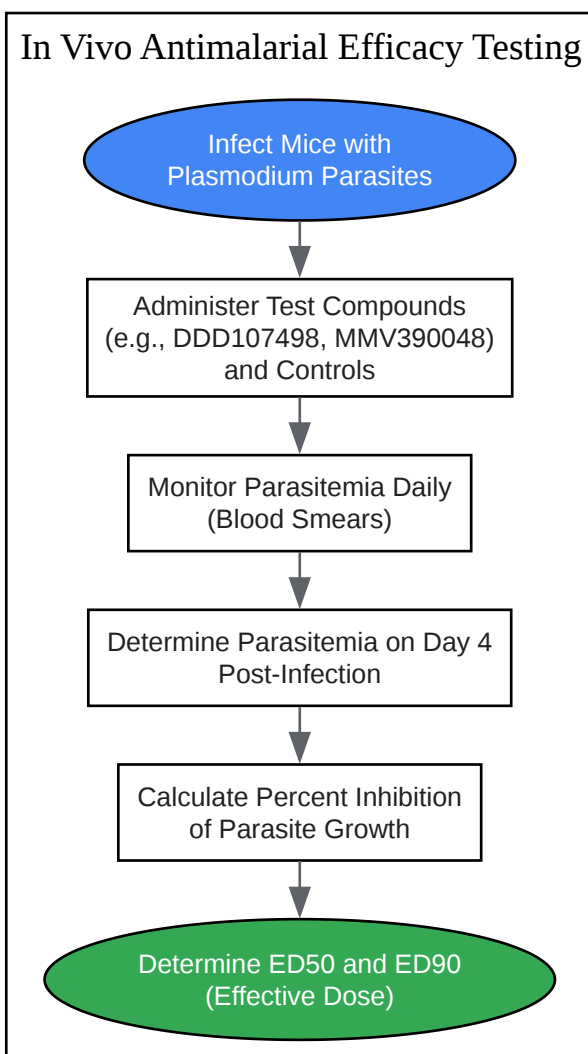 In Vivo Antimalarial Efficacy Testing
Infect Mice with
Plasmodium Parasites
Administer Test Compounds
(e.g., DDD107498, MMV390048)
and Controls
Monitor Parasitemia Daily
(Blood Smears)
Determine Parasitemia on Day 4
Post-Infection
Calculate Percent Inhibition
of Parasite Growth
Determine ED50 and ED90
(Effective Dose)